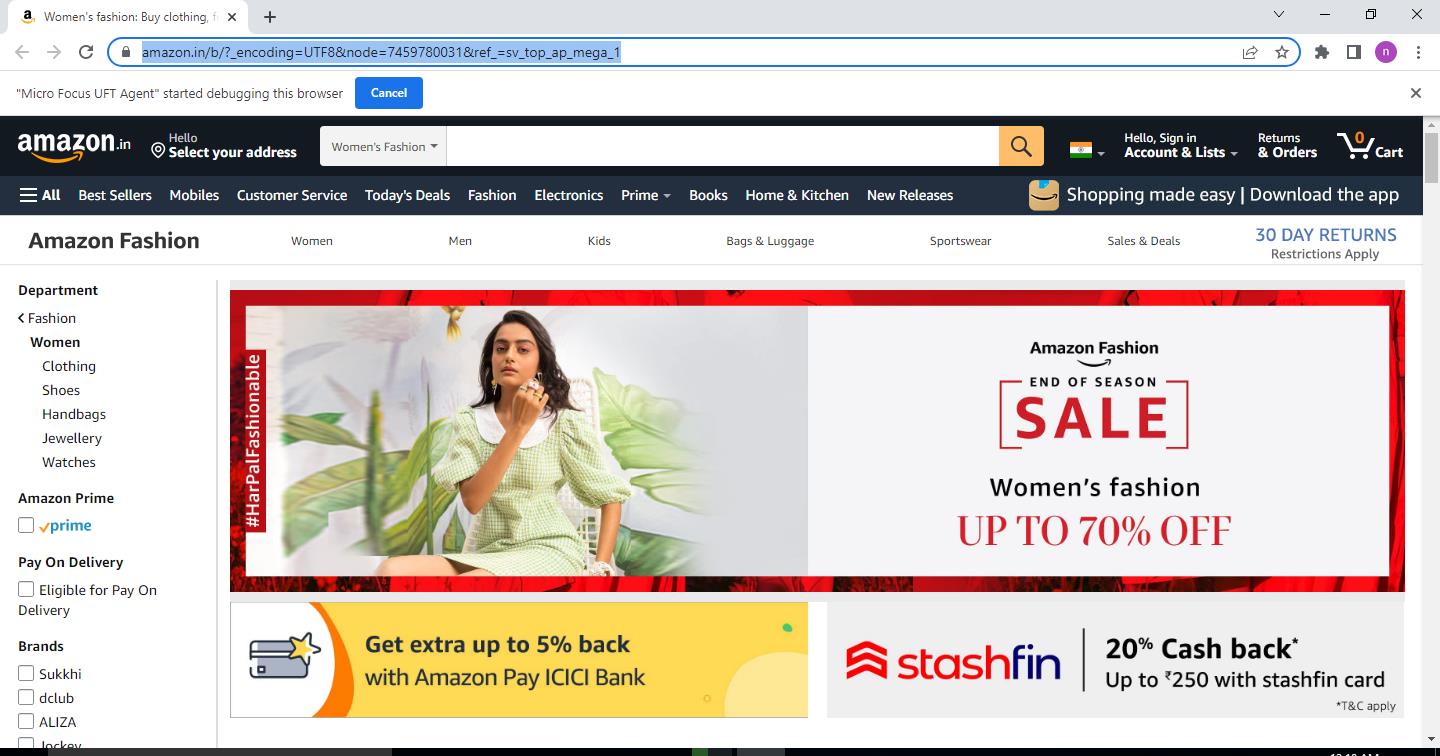 Women's fashion: Buy clothing, f
amazon.in/b/?_encoding=UTF8&node=7459780031&ref_=sv_top_ap_mega_1
n
"Micro Focus UFT Agent" started debugging this browser
Cancel
amazon.in
Hello
Select your address
Women's Fashion
Hello, Sign in
Account & Lists
Returns
& Orders
0
Cart
All Best Sellers Mobiles Customer Service Today's Deals Fashion Electronics Prime Books Home & Kitchen New Releases
Shopping made easy | Download the app
Amazon Fashion
Women Men Kids Bags & Luggage Sportswear Sales & Deals
30 DAY RETURNS
Restrictions Apply
Department
Fashion
Women
Clothing
Shoes
Handbags
Jewellery
Watches
Amazon Prime
prime
Pay On Delivery
Eligible for Pay On
Delivery
Brands
Sukkhi
dclub
ALIZA
Jockey
#HarPalFashionable
Amazon Fashion
END OF SEASON
SALE
Women's fashion
UP TO 70% OFF
Get extra up to 5% back
with Amazon Pay ICICI Bank
stashfin
20% Cash back*
Up to ₹250 with stashfin card
*T&C apply